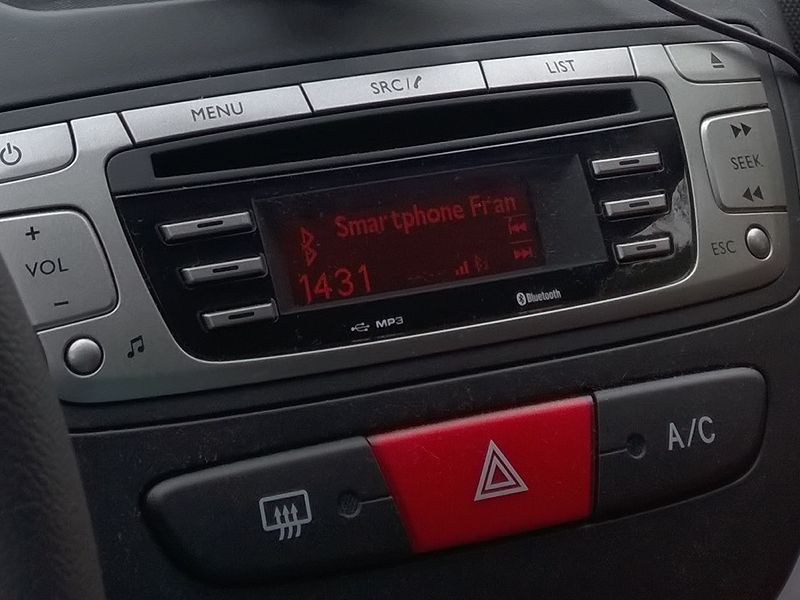 MENU
SRC/
LIST
+
VOL
-
SEEK
ESC
Smartphone Fran
1431
MP3
Bluetooth
A/C